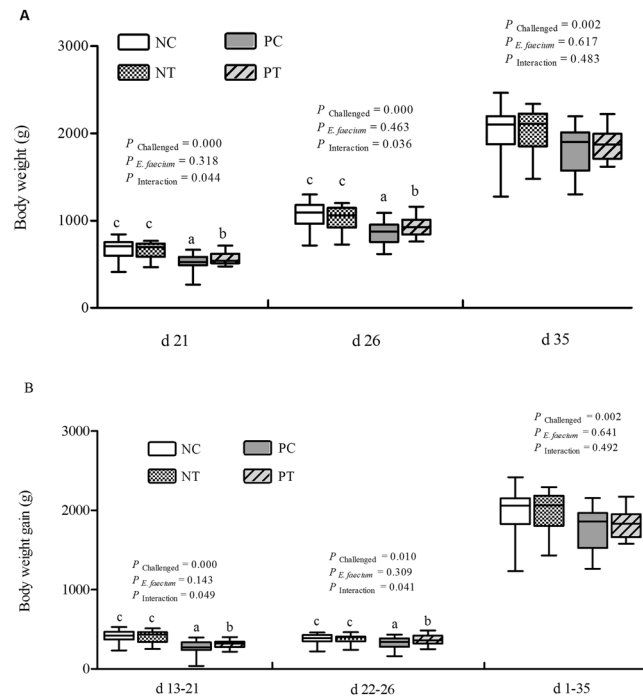 A
3000
NC PC
NT PT
P Challenged = 0.002
P E. faecium = 0.617
P Interaction = 0.483
P Challenged = 0.000
P E. faecium = 0.463
P Interaction = 0.036
P Challenged = 0.000
P E. faecium = 0.318
P Interaction = 0.044
Body weight (g)
2000
1000
0
c c a b
c c a b
d 21 d 26 d 35
B
3000
NC PC
NT PT
P Challenged = 0.002
P E. faecium = 0.641
P Interaction = 0.492
P Challenged = 0.000
P E. faecium = 0.143
P Interaction = 0.049
P Challenged = 0.010
P E. faecium = 0.309
P Interaction = 0.041
Body weight gain (g)
2000
1000
0
c c a b
c c a b
d 13-21 d 22-26 d 1-35